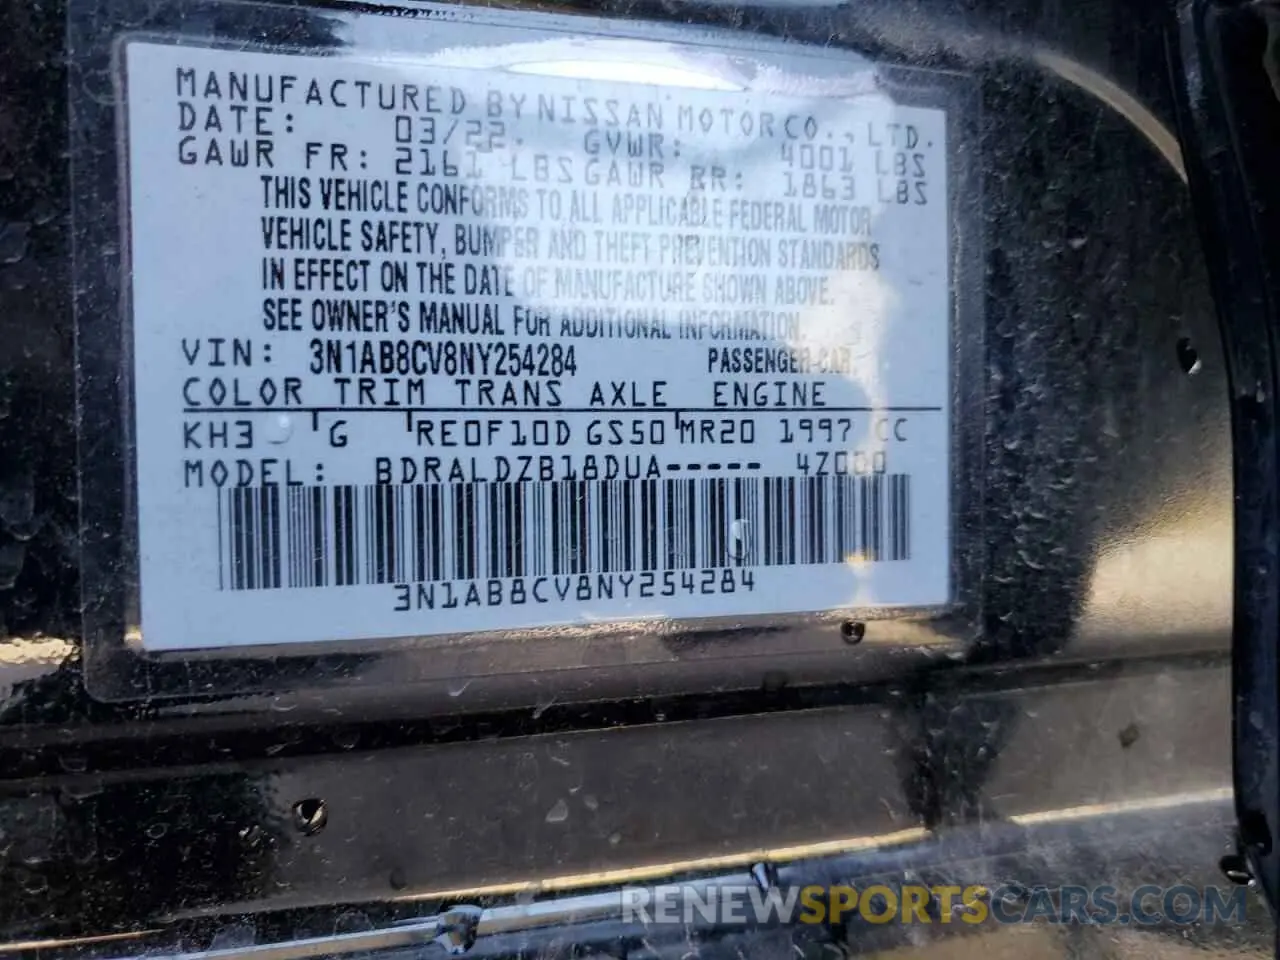 MANUFACTURED BY NISSAN MOTOR CO., LTD.
DATE: 03/22. GVWR: 4001 LBS
GAWR FR: 2161 LBS GAWR RR: 1863 LBS
THIS VEHICLE CONFORMS TO ALL APPLICABLE FEDERAL MOTOR
VEHICLE SAFETY, BUMPER AND THEFT PREVENTION STANDARDS
IN EFFECT ON THE DATE OF MANUFACTURE SHOWN ABOVE.
SEE OWNER'S MANUAL FOR ADDITIONAL INFORMATION.
VIN: 3N1AB8CV8NY254284 PASSENGER-CAR.
COLOR TRIM TRANS AXLE ENGINE
KH3 G RE0F10D GS50 MR20 1997 CC
MODEL: BDRALDZB18DUA----- 4Z000
3N1AB8CV8NY254284
RENEWSPORTSCARS.COM